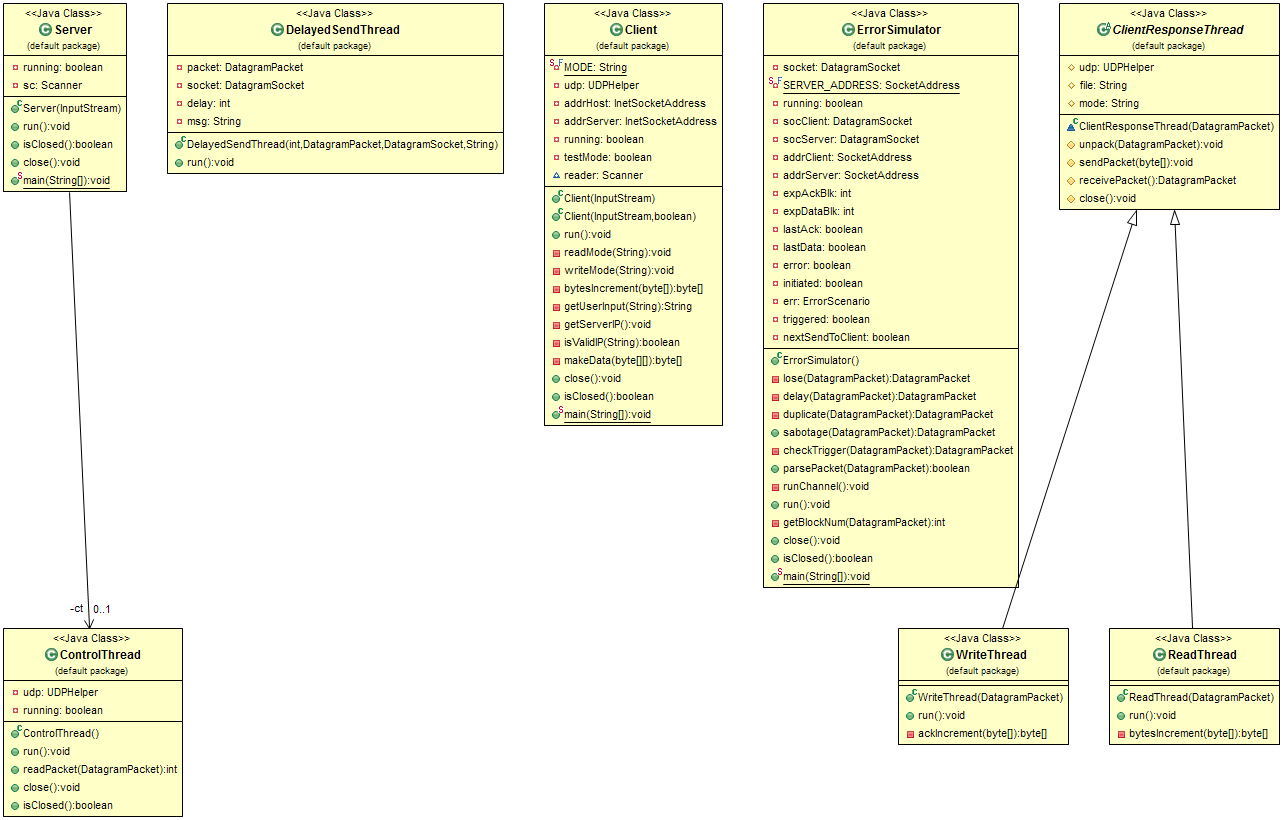 <<Java Class>>
Server
(default package)
running: boolean
sc: Scanner
Server(InputStream)
run():void
isClosed():boolean
close():void
main(String[]):void
<<Java Class>>
DelayedSendThread
(default package)
packet: DatagramPacket
socket: DatagramSocket
delay: int
msg: String
DelayedSendThread(int,DatagramPacket,DatagramSocket,String)
run():void
<<Java Class>>
Client
(default package)
MODE: String
udp: UDPHelper
addrHost: InetSocketAddress
addrServer: InetSocketAddress
running: boolean
testMode: boolean
reader: Scanner
Client(InputStream)
Client(InputStream,boolean)
run():void
readMode(String):void
writeMode(String):void
bytesIncrement(byte[]):byte[]
getUserInput(String):String
getServerIP():void
isValidIP(String):boolean
makeData(byte[][]):byte[]
close():void
isClosed():boolean
main(String[]):void
<<Java Class>>
ErrorSimulator
(default package)
socket: DatagramSocket
SERVER_ADDRESS: SocketAddress
running: boolean
socClient: DatagramSocket
socServer: DatagramSocket
addrClient: SocketAddress
addrServer: SocketAddress
expAckBlk: int
expDataBlk: int
lastAck: boolean
lastData: boolean
error: boolean
initiated: boolean
err: ErrorScenario
triggered: boolean
nextSendToClient: boolean
ErrorSimulator()
lose(DatagramPacket):DatagramPacket
delay(DatagramPacket):DatagramPacket
duplicate(DatagramPacket):DatagramPacket
sabotage(DatagramPacket):DatagramPacket
checkTrigger(DatagramPacket):DatagramPacket
parsePacket(DatagramPacket):boolean
runChannel():void
run():void
getBlockNum(DatagramPacket):int
close():void
isClosed():boolean
main(String[]):void
<<Java Class>>
ClientResponseThread
(default package)
udp: UDPHelper
file: String
mode: String
ClientResponseThread(DatagramPacket)
unpack(DatagramPacket):void
sendPacket(byte[]):void
receivePacket():DatagramPacket
close():void
-ct 0..1
<<Java Class>>
ControlThread
(default package)
udp: UDPHelper
running: boolean
ControlThread()
run():void
readPacket(DatagramPacket):int
close():void
isClosed():boolean
<<Java Class>>
WriteThread
(default package)
WriteThread(DatagramPacket)
run():void
ackIncrement(byte[]):byte[]
<<Java Class>>
ReadThread
(default package)
ReadThread(DatagramPacket)
run():void
bytesIncrement(byte[]):byte[]